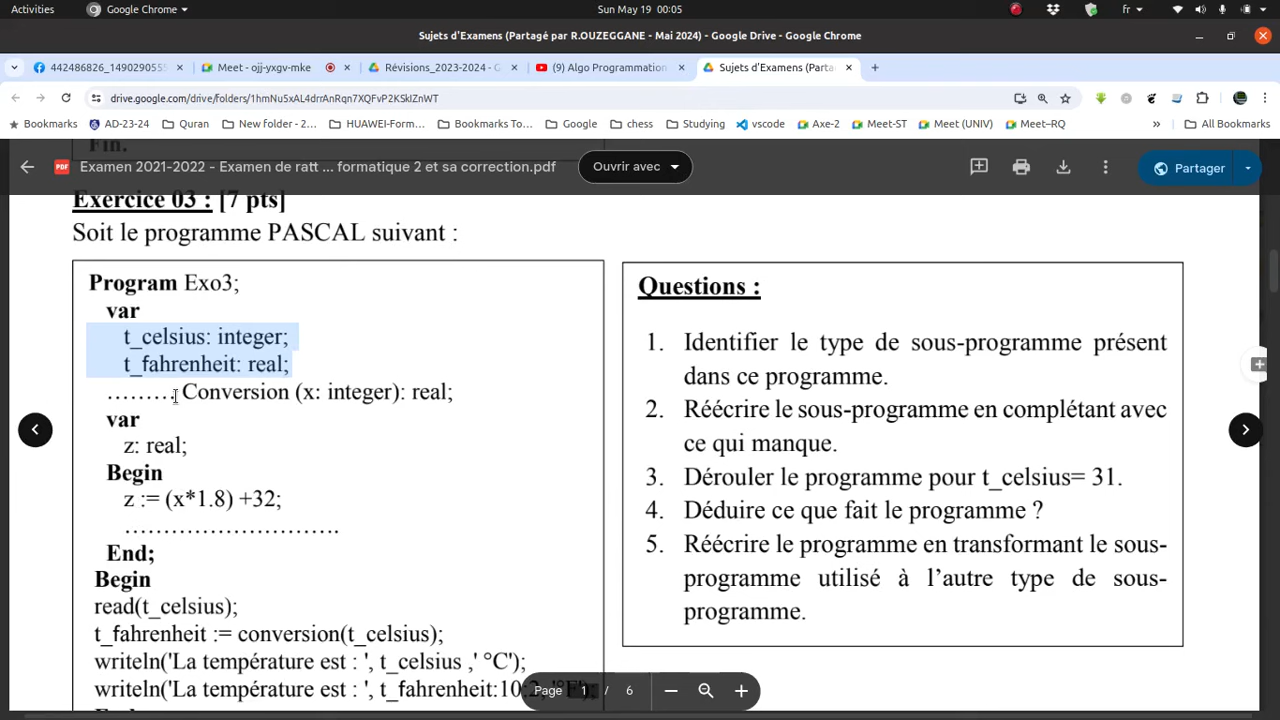 Activities
Google Chrome
Sun May 19 00:05
fr
Sujets d'Examens (Partagé par R.OUZEGGANE - Mai 2024) - Google Drive - Google Chrome
442486826_1490290555
Meet - ojj-yxgv-mke
Révisions_2023-2024 - G
(9) Algo Programmation
Sujets d'Examens (Parta
drive.google.com/drive/folders/1hmNu5xAL4drrAnRqn7XQFvP2KSkIZnWT
Bookmarks
AD-23-24
Quran
New folder - 2...
HUAWEI-Form...
Bookmarks To...
Google
chess
Studying
vscode
Axe-2
Meet-ST
Meet (UNIV)
Meet–RQ
»
All Bookmarks
Fin.
PDF
Examen 2021-2022 - Examen de ratt ... formatique 2 et sa correction.pdf
Ouvrir avec
Partager
Exercice 03 : [7 pts]
Soit le programme PASCAL suivant :
Program Exo3;
var
t_celsius: integer;
t_fahrenheit: real;
……… Conversion (x: integer): real;
var
z: real;
Begin
z := (x*1.8) +32;
……………………….
End;
Begin
read(t_celsius);
t_fahrenheit := conversion(t_celsius);
writeln('La température est : ', t_celsius ,' °C');
writeln('La température est : ', t_fahrenheit:10:2, '°F');
Questions :
1. Identifier le type de sous-programme présent
dans ce programme.
2. Réécrire le sous-programme en complétant avec
ce qui manque.
3. Dérouler le programme pour t_celsius= 31.
4. Déduire ce que fait le programme ?
5. Réécrire le programme en transformant le sous-
programme utilisé à l’autre type de sous-
programme.
Page 1 / 6